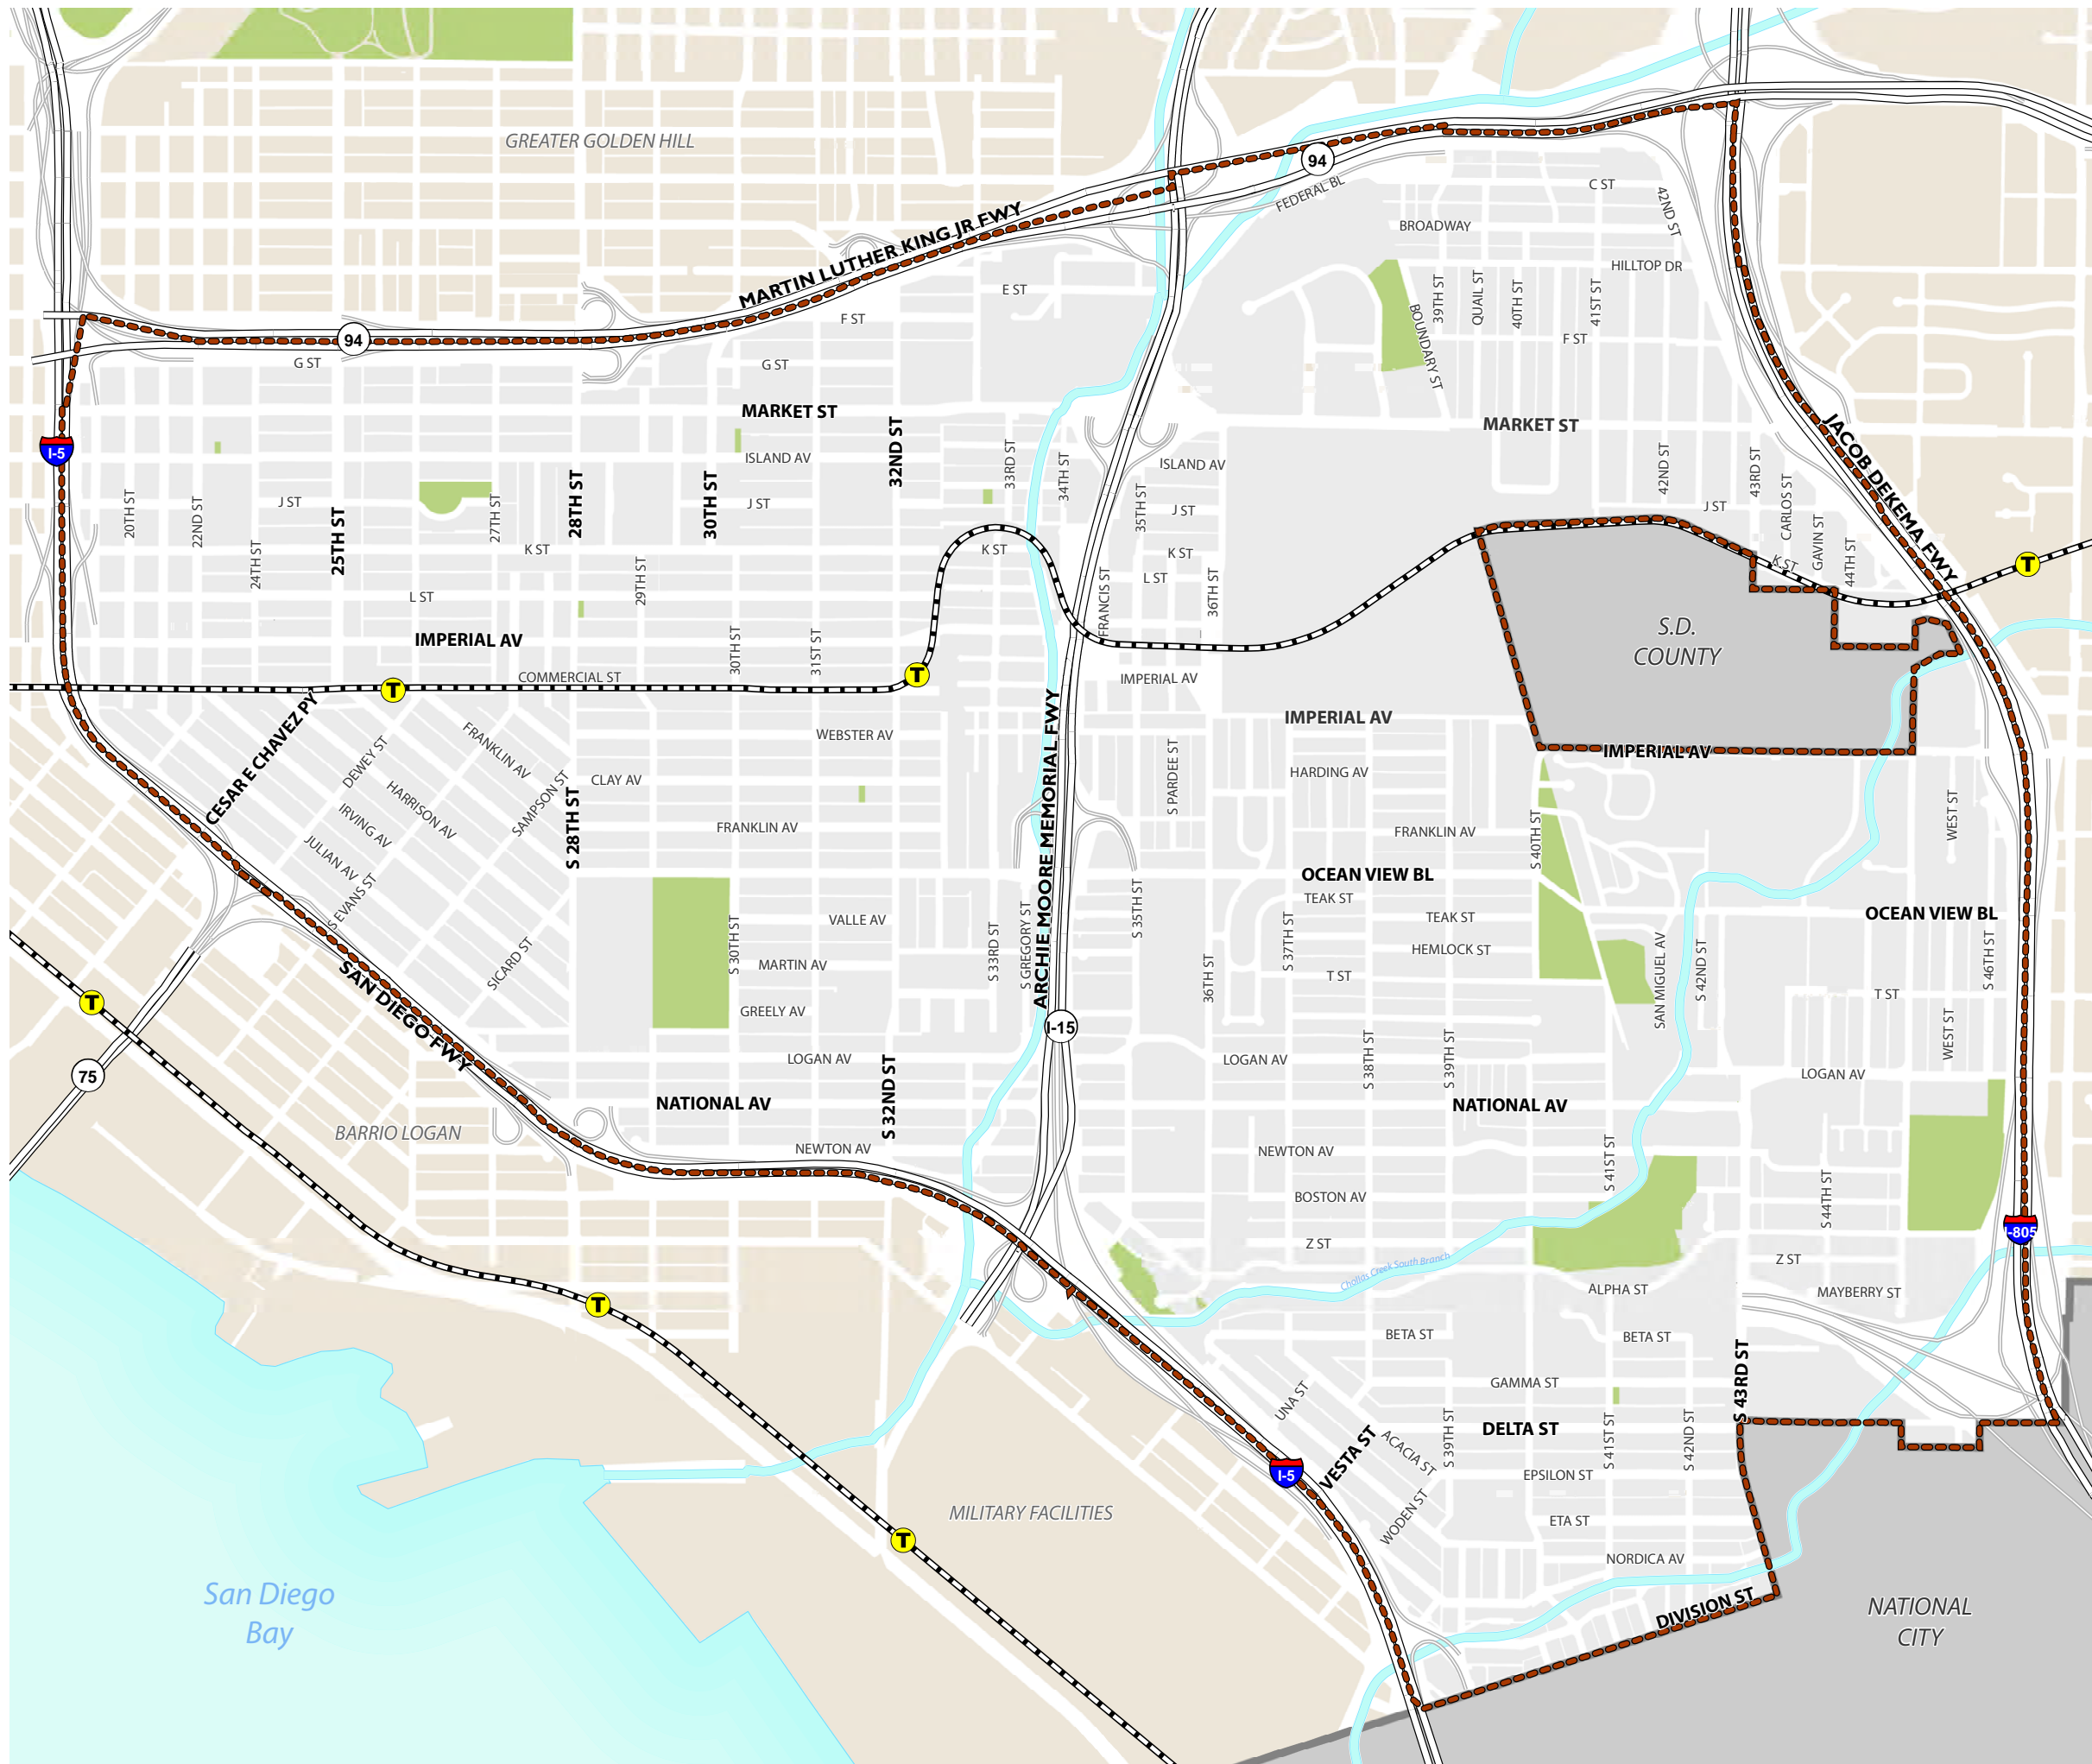 GREATER GOLDEN HILL
94
FEDERAL BL
C ST
42ND ST
BROADWAY
MARTIN LUTHER KING JR FWY
HILLTOP DR
E ST
39TH ST
QUAIL ST
40TH ST
41ST ST
F ST
BOUNDARY ST
F ST
94
G ST
G ST
MARKET ST
MARKET ST
JACOB DEKEMA FWY
I-5
32ND ST
ISLAND AV
33RD ST
34TH ST
ISLAND AV
42ND ST
43RD ST
CARLOS ST
20TH ST
22ND ST
J ST
25TH ST
27TH ST
28TH ST
30TH ST
J ST
35TH ST
J ST
J ST
GAVIN ST
44TH ST
24TH ST
K ST
29TH ST
K ST
K ST
K ST
T
L ST
FRANCIS ST
L ST
36TH ST
IMPERIAL AV
30TH ST
31ST ST
S.D.
COUNTY
COMMERCIAL ST
T
T
IMPERIAL AV
CESAR E CHAVEZ PY
DEWEY ST
FRANKLIN AV
WEBSTER AV
IMPERIAL AV
IMPERIAL AV
ARCHIE MOORE MEMORIAL FWY
S PARDEE ST
HARDING AV
CLAY AV
IRVING AV
HARRISON AV
SAMPSON ST
S 28TH ST
FRANKLIN AV
FRANKLIN AV
S 40TH ST
WEST ST
JULIAN AV
S EVANS ST
OCEAN VIEW BL
TEAK ST
TEAK ST
OCEAN VIEW BL
VALLE AV
S 30TH ST
S 33RD ST
S GREGORY ST
S 35TH ST
36TH ST
S 37TH ST
HEMLOCK ST
SAN MIGUEL AV
S 42ND ST
S 46TH ST
SICARD ST
MARTIN AV
T ST
T ST
T
SAN DIEGO FWY
GREELY AV
I-15
WEST ST
LOGAN AV
LOGAN AV
S 38TH ST
S 39TH ST
LOGAN AV
75
S 32ND ST
NATIONAL AV
NATIONAL AV
BARRIO LOGAN
NEWTON AV
NEWTON AV
S 41ST ST
BOSTON AV
S 44TH ST
I-805
Z ST
Z ST
Chollas Creek South Branch
ALPHA ST
MAYBERRY ST
T
BETA ST
BETA ST
S 43RD ST
GAMMA ST
UNA ST
DELTA ST
VESTA ST
ACACIA ST
S 39TH ST
S 41ST ST
S 42ND ST
I-5
EPSILON ST
WODEN ST
MILITARY FACILITIES
ETA ST
T
NORDICA AV
San Diego
Bay
DIVISION ST
NATIONAL
CITY